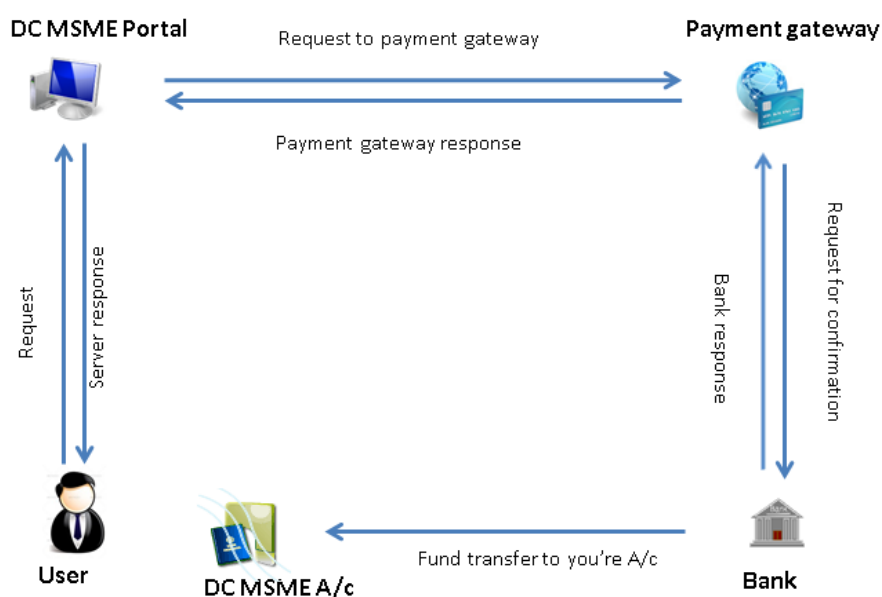 DC MSME Portal
Payment gateway
Request to payment gateway
Payment gateway response
Request
Server response
Bank response
Request for confirmation
User
DC MSME A/c
Fund transfer to you're A/c
Bank